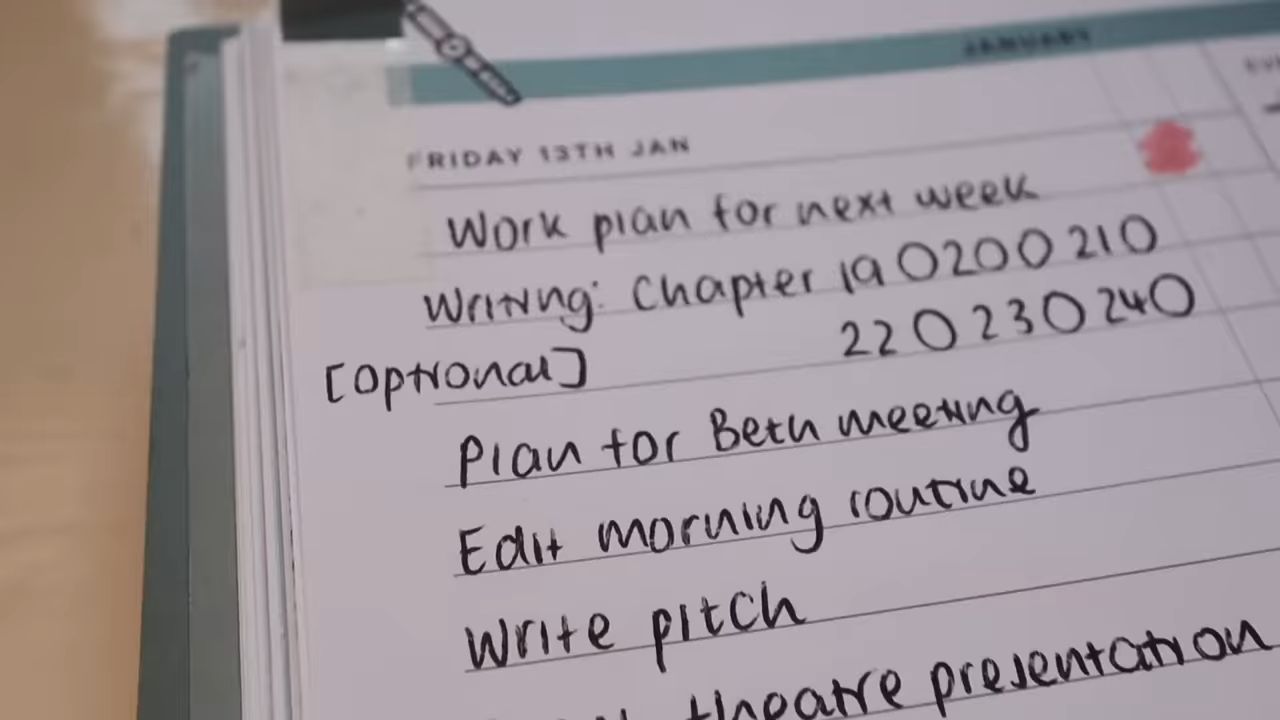 JANUARY
FRIDAY 13TH JAN
Work plan for next week
Writing: Chapter 19 O 20 O 21 O
22 O 23 O 24 O
[Optional]
Plan for Beth meeting
Edit morning routine
Write pitch
theatre presentation